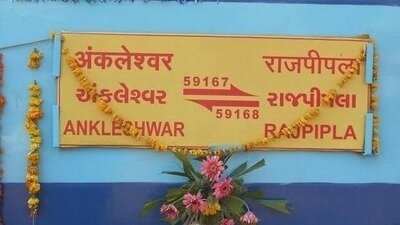 अंकलेश्वर 59167 राजपीपला
અંકલેશ્વર 59168 રાજપીપલા
ANKLESHWAR RAJPIPLA